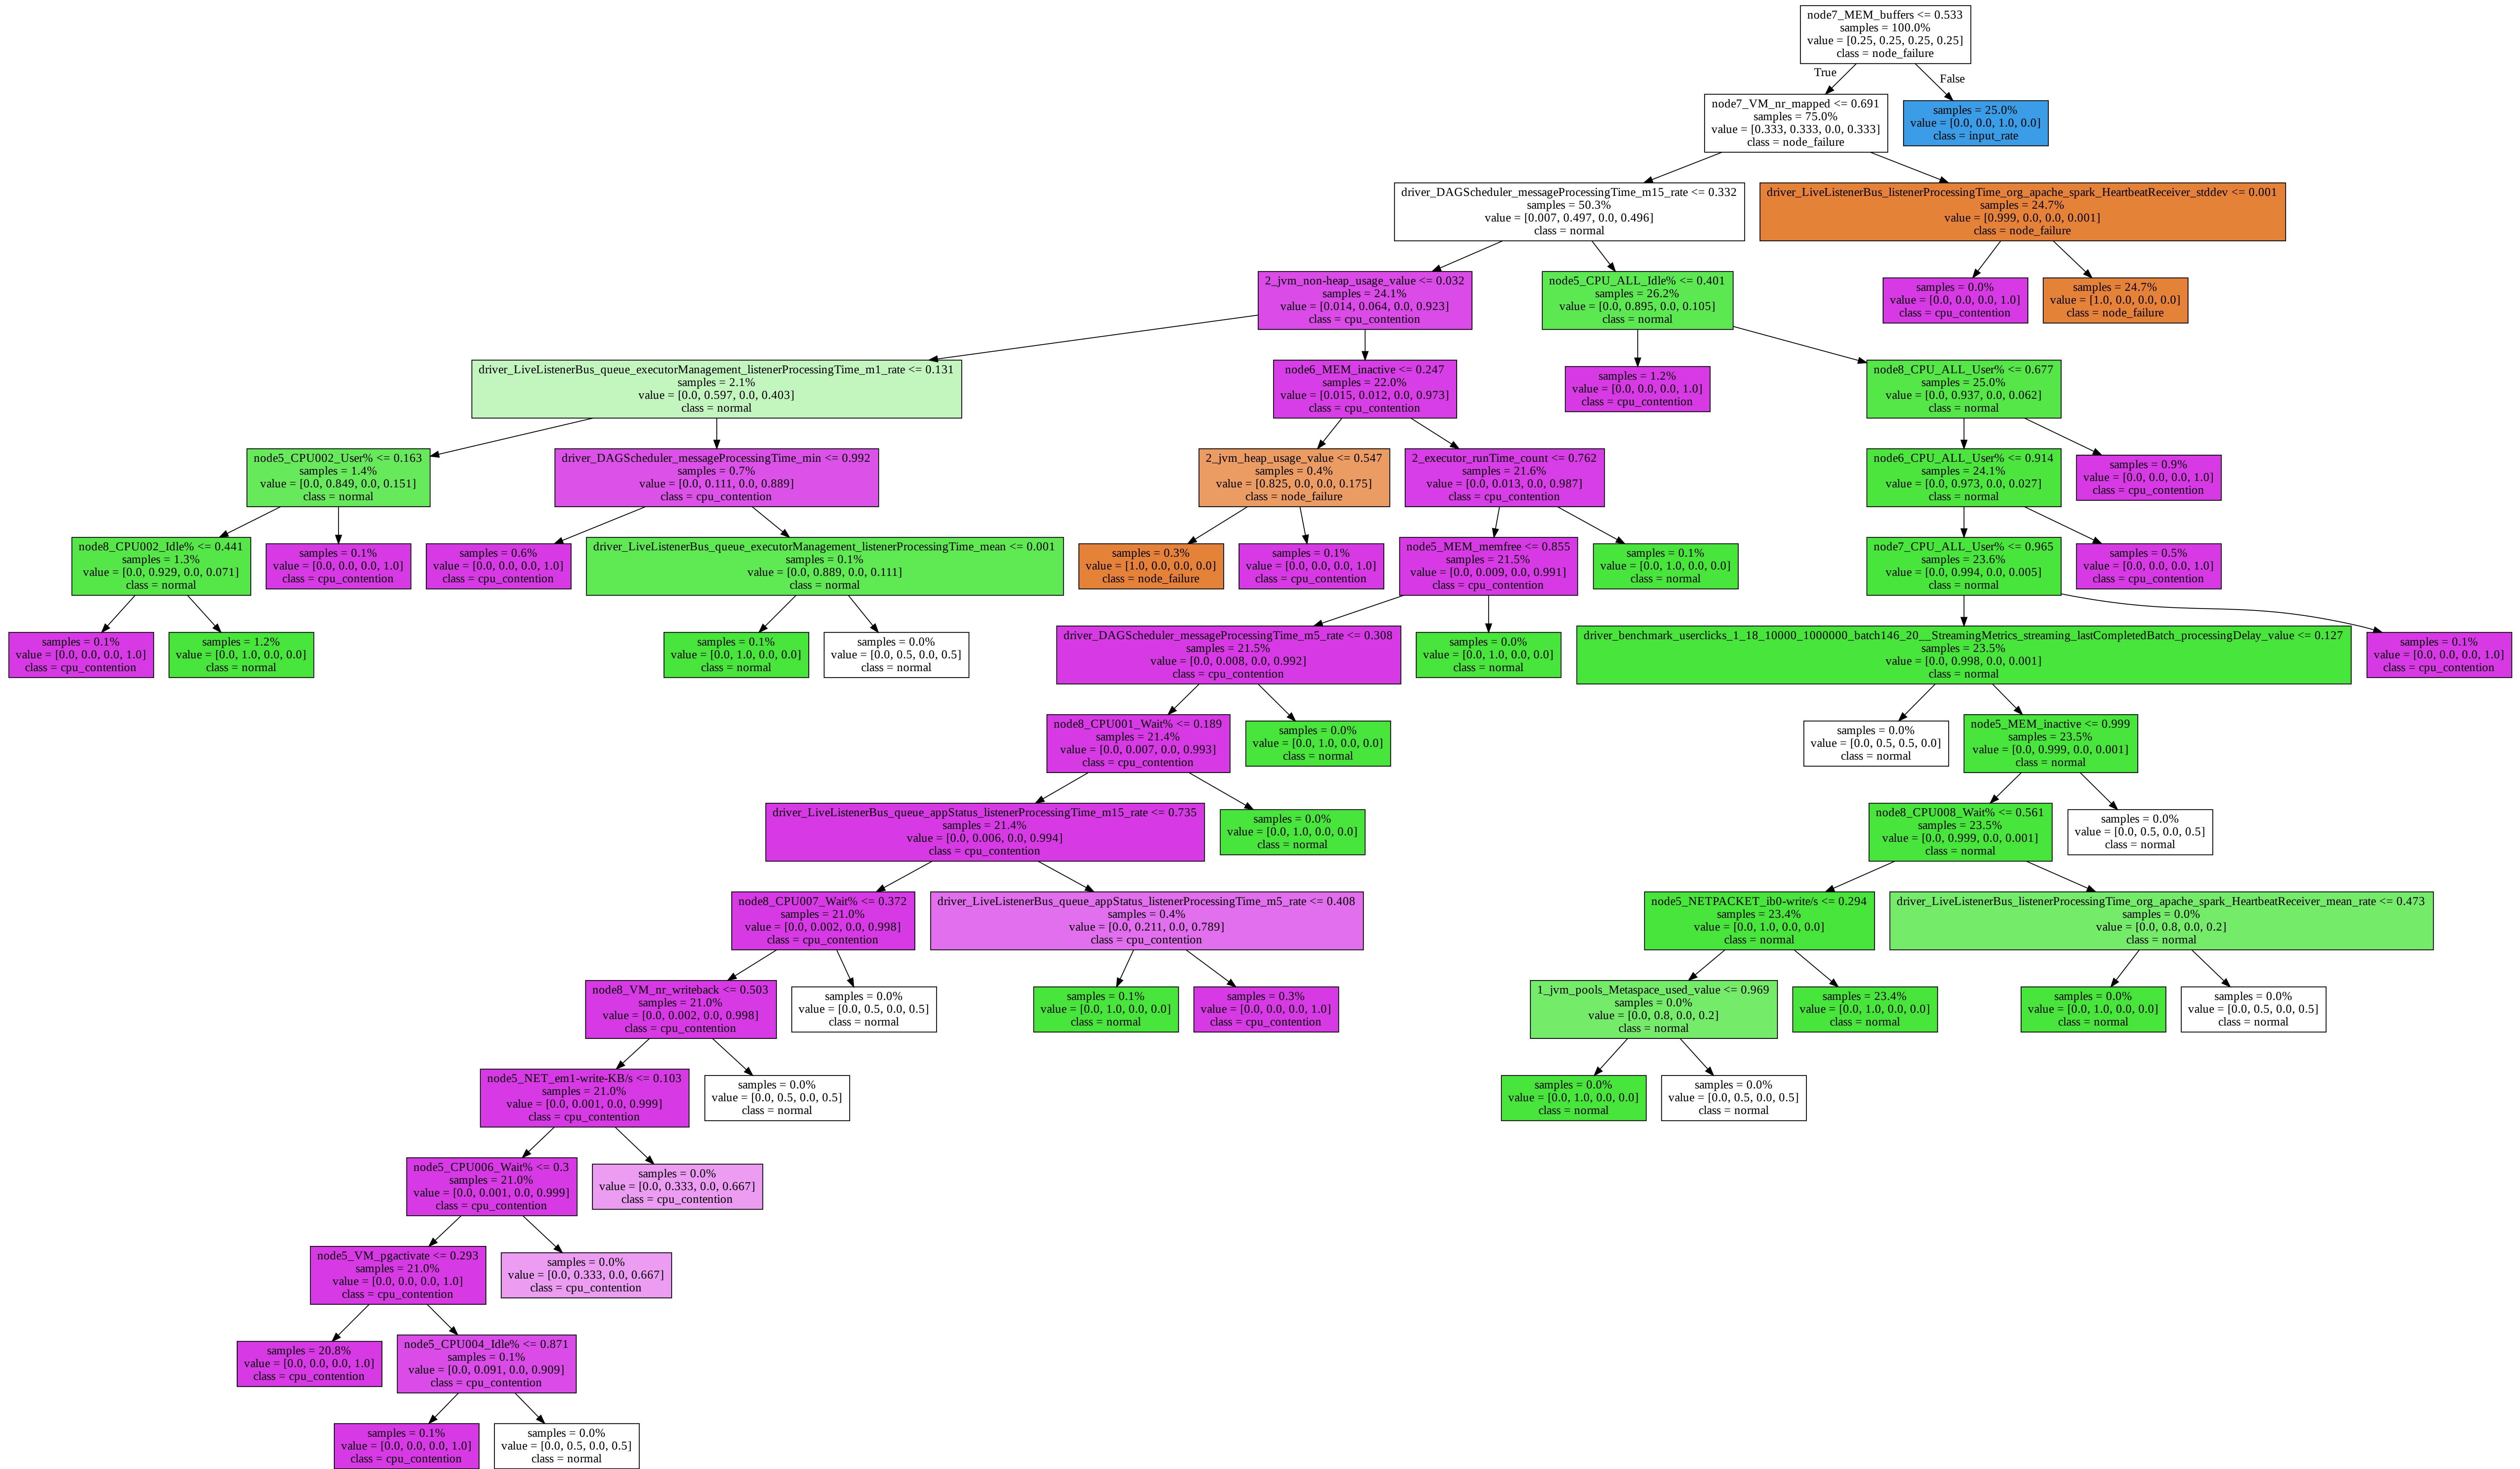 node7_MEM_buffers <= 0.533
samples = 100.0%
value = [0.25, 0.25, 0.25, 0.25]
class = node_failure
True
False
node7_VM_nr_mapped <= 0.691
samples = 75.0%
value = [0.333, 0.333, 0.0, 0.333]
class = node_failure
samples = 25.0%
value = [0.0, 0.0, 1.0, 0.0]
class = input_rate
driver_DAGScheduler_messageProcessingTime_m15_rate <= 0.332
samples = 50.3%
value = [0.007, 0.497, 0.0, 0.496]
class = normal
driver_LiveListenerBus_listenerProcessingTime_org_apache_spark_HeartbeatReceiver_stddev <= 0.001
samples = 24.7%
value = [0.999, 0.0, 0.0, 0.001]
class = node_failure
2_jvm_non-heap_usage_value <= 0.032
samples = 24.1%
value = [0.014, 0.064, 0.0, 0.923]
class = cpu_contention
node5_CPU_ALL_Idle% <= 0.401
samples = 26.2%
value = [0.0, 0.895, 0.0, 0.105]
class = normal
samples = 0.0%
value = [0.0, 0.0, 0.0, 1.0]
class = cpu_contention
samples = 24.7%
value = [1.0, 0.0, 0.0, 0.0]
class = node_failure
driver_LiveListenerBus_queue_executorManagement_listenerProcessingTime_m1_rate <= 0.131
samples = 2.1%
value = [0.0, 0.597, 0.0, 0.403]
class = normal
node6_MEM_inactive <= 0.247
samples = 22.0%
value = [0.015, 0.012, 0.0, 0.973]
class = cpu_contention
samples = 1.2%
value = [0.0, 0.0, 0.0, 1.0]
class = cpu_contention
node8_CPU_ALL_User% <= 0.677
samples = 25.0%
value = [0.0, 0.937, 0.0, 0.062]
class = normal
node5_CPU002_User% <= 0.163
samples = 1.4%
value = [0.0, 0.849, 0.0, 0.151]
class = normal
driver_DAGScheduler_messageProcessingTime_min <= 0.992
samples = 0.7%
value = [0.0, 0.111, 0.0, 0.889]
class = cpu_contention
2_jvm_heap_usage_value <= 0.547
samples = 0.4%
value = [0.825, 0.0, 0.0, 0.175]
class = node_failure
2_executor_runTime_count <= 0.762
samples = 21.6%
value = [0.0, 0.013, 0.0, 0.987]
class = cpu_contention
node6_CPU_ALL_User% <= 0.914
samples = 24.1%
value = [0.0, 0.973, 0.0, 0.027]
class = normal
samples = 0.9%
value = [0.0, 0.0, 0.0, 1.0]
class = cpu_contention
node8_CPU002_Idle% <= 0.441
samples = 1.3%
value = [0.0, 0.929, 0.0, 0.071]
class = normal
samples = 0.1%
value = [0.0, 0.0, 0.0, 1.0]
class = cpu_contention
samples = 0.6%
value = [0.0, 0.0, 0.0, 1.0]
class = cpu_contention
driver_LiveListenerBus_queue_executorManagement_listenerProcessingTime_mean <= 0.001
samples = 0.1%
value = [0.0, 0.889, 0.0, 0.111]
class = normal
samples = 0.3%
value = [1.0, 0.0, 0.0, 0.0]
class = node_failure
samples = 0.1%
value = [0.0, 0.0, 0.0, 1.0]
class = cpu_contention
node5_MEM_memfree <= 0.855
samples = 21.5%
value = [0.0, 0.009, 0.0, 0.991]
class = cpu_contention
samples = 0.1%
value = [0.0, 1.0, 0.0, 0.0]
class = normal
node7_CPU_ALL_User% <= 0.965
samples = 23.6%
value = [0.0, 0.994, 0.0, 0.005]
class = normal
samples = 0.5%
value = [0.0, 0.0, 0.0, 1.0]
class = cpu_contention
samples = 0.1%
value = [0.0, 0.0, 0.0, 1.0]
class = cpu_contention
samples = 1.2%
value = [0.0, 1.0, 0.0, 0.0]
class = normal
samples = 0.1%
value = [0.0, 1.0, 0.0, 0.0]
class = normal
samples = 0.0%
value = [0.0, 0.5, 0.0, 0.5]
class = normal
driver_DAGScheduler_messageProcessingTime_m5_rate <= 0.308
samples = 21.5%
value = [0.0, 0.008, 0.0, 0.992]
class = cpu_contention
samples = 0.0%
value = [0.0, 1.0, 0.0, 0.0]
class = normal
driver_benchmark_userclicks_1_18_10000_1000000_batch146_20__StreamingMetrics_streaming_lastCompletedBatch_processingDelay_value <= 0.127
samples = 23.5%
value = [0.0, 0.998, 0.0, 0.001]
class = normal
samples = 0.1%
value = [0.0, 0.0, 0.0, 1.0]
class = cpu_contention
node8_CPU001_Wait% <= 0.189
samples = 21.4%
value = [0.0, 0.007, 0.0, 0.993]
class = cpu_contention
samples = 0.0%
value = [0.0, 1.0, 0.0, 0.0]
class = normal
samples = 0.0%
value = [0.0, 0.5, 0.5, 0.0]
class = normal
node5_MEM_inactive <= 0.999
samples = 23.5%
value = [0.0, 0.999, 0.0, 0.001]
class = normal
driver_LiveListenerBus_queue_appStatus_listenerProcessingTime_m15_rate <= 0.735
samples = 21.4%
value = [0.0, 0.006, 0.0, 0.994]
class = cpu_contention
samples = 0.0%
value = [0.0, 1.0, 0.0, 0.0]
class = normal
node8_CPU008_Wait% <= 0.561
samples = 23.5%
value = [0.0, 0.999, 0.0, 0.001]
class = normal
samples = 0.0%
value = [0.0, 0.5, 0.0, 0.5]
class = normal
node8_CPU007_Wait% <= 0.372
samples = 21.0%
value = [0.0, 0.002, 0.0, 0.998]
class = cpu_contention
driver_LiveListenerBus_queue_appStatus_listenerProcessingTime_m5_rate <= 0.408
samples = 0.4%
value = [0.0, 0.211, 0.0, 0.789]
class = cpu_contention
node5_NETPACKET_ib0-write/s <= 0.294
samples = 23.4%
value = [0.0, 1.0, 0.0, 0.0]
class = normal
driver_LiveListenerBus_listenerProcessingTime_org_apache_spark_HeartbeatReceiver_mean_rate <= 0.473
samples = 0.0%
value = [0.0, 0.8, 0.0, 0.2]
class = normal
node8_VM_nr_writeback <= 0.503
samples = 21.0%
value = [0.0, 0.002, 0.0, 0.998]
class = cpu_contention
samples = 0.0%
value = [0.0, 0.5, 0.0, 0.5]
class = normal
samples = 0.1%
value = [0.0, 1.0, 0.0, 0.0]
class = normal
samples = 0.3%
value = [0.0, 0.0, 0.0, 1.0]
class = cpu_contention
1_jvm_pools_Metaspace_used_value <= 0.969
samples = 0.0%
value = [0.0, 0.8, 0.0, 0.2]
class = normal
samples = 23.4%
value = [0.0, 1.0, 0.0, 0.0]
class = normal
samples = 0.0%
value = [0.0, 1.0, 0.0, 0.0]
class = normal
samples = 0.0%
value = [0.0, 0.5, 0.0, 0.5]
class = normal
node5_NET_em1-write-KB/s <= 0.103
samples = 21.0%
value = [0.0, 0.001, 0.0, 0.999]
class = cpu_contention
samples = 0.0%
value = [0.0, 0.5, 0.0, 0.5]
class = normal
samples = 0.0%
value = [0.0, 1.0, 0.0, 0.0]
class = normal
samples = 0.0%
value = [0.0, 0.5, 0.0, 0.5]
class = normal
node5_CPU006_Wait% <= 0.3
samples = 21.0%
value = [0.0, 0.001, 0.0, 0.999]
class = cpu_contention
samples = 0.0%
value = [0.0, 0.333, 0.0, 0.667]
class = cpu_contention
node5_VM_pgactivate <= 0.293
samples = 21.0%
value = [0.0, 0.0, 0.0, 1.0]
class = cpu_contention
samples = 0.0%
value = [0.0, 0.333, 0.0, 0.667]
class = cpu_contention
samples = 20.8%
value = [0.0, 0.0, 0.0, 1.0]
class = cpu_contention
node5_CPU004_Idle% <= 0.871
samples = 0.1%
value = [0.0, 0.091, 0.0, 0.909]
class = cpu_contention
samples = 0.1%
value = [0.0, 0.0, 0.0, 1.0]
class = cpu_contention
samples = 0.0%
value = [0.0, 0.5, 0.0, 0.5]
class = normal